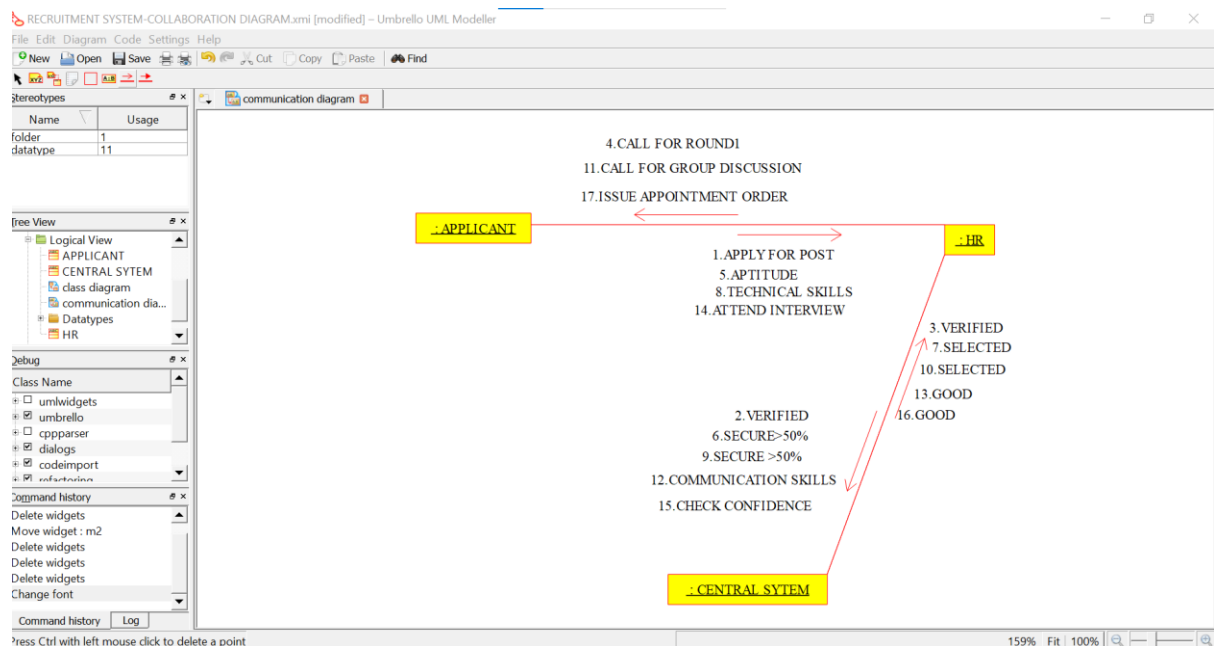 RECRUITMENT SYSTEM-COLLABORATION DIAGRAM.xmi [modified] – Umbrello UML Modeller
File Edit Diagram Code Settings Help
New Open Save Cut Copy Paste Find
Stereotypes
communication diagram
Name Usage
folder 1
datatype 11
Tree View
Logical View
APPLICANT
CENTRAL SYTEM
class diagram
communication dia...
Datatypes
HR
Debug
Class Name
umlwidgets
umbrello
cppparser
dialogs
codeimport
refactoring
Command history
Delete widgets
Move widget : m2
Delete widgets
Delete widgets
Delete widgets
Change font
Command history Log
4.CALL FOR ROUND1
11.CALL FOR GROUP DISCUSSION
17.ISSUE APPOINTMENT ORDER
: APPLICANT
: HR
1.APPLY FOR POST
5.APTITUDE
8.TECHNICAL SKILLS
14.ATTEND INTERVIEW
3.VERIFIED
7.SELECTED
10.SELECTED
13.GOOD
16.GOOD
2.VERIFIED
6.SECURE>50%
9.SECURE >50%
12.COMMUNICATION SKILLS
15.CHECK CONFIDENCE
: CENTRAL SYTEM
Press Ctrl with left mouse click to delete a point
159% Fit 100%